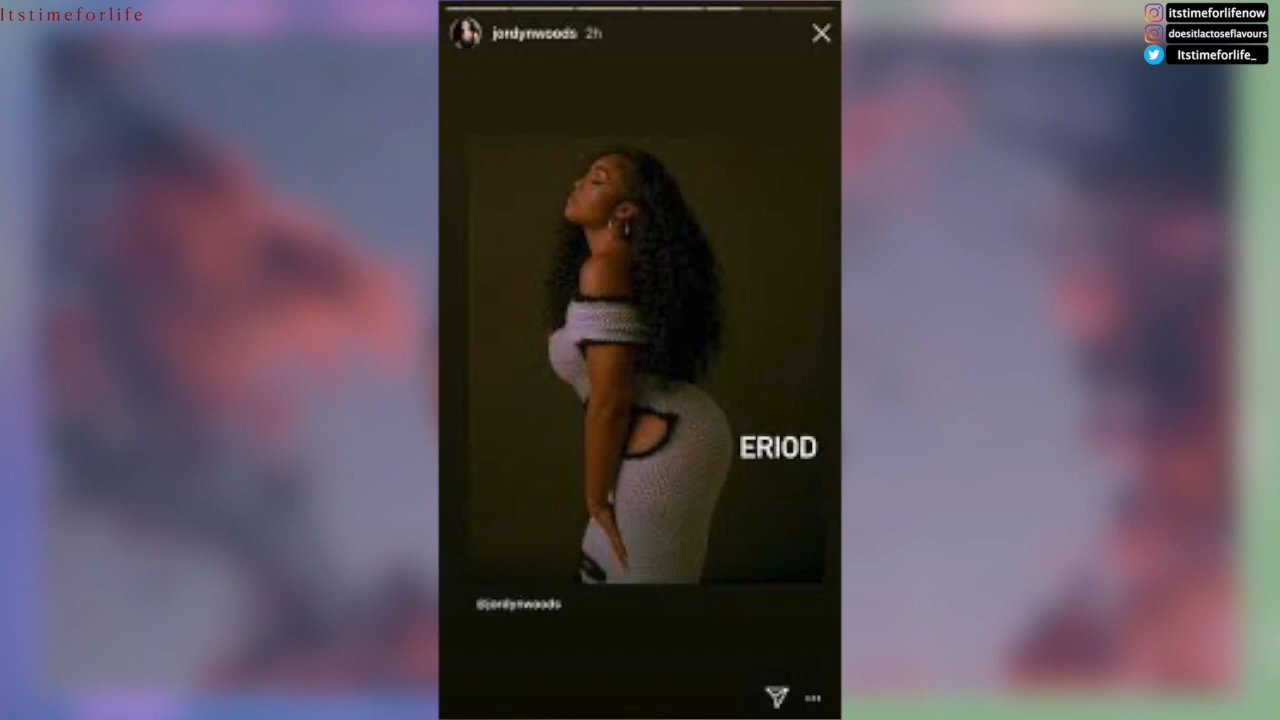 Itstimeforlife
itstimeforlifenow
doesitlactoseflavours
Itstimeforlife_
jordynwoods 2h
ERIOD
@jordynwoods